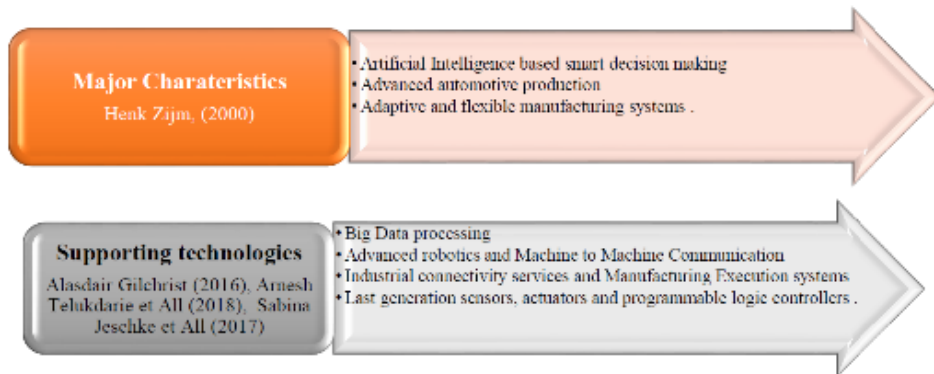 Major Charateristics
Henk Zijm, (2000)
• Artificial Intelligence based smart decision making
• Advanced automotive production
• Adaptive and flexible manufacturing systems .
Supporting technologies
Alasdair Gilchrist (2016), Arnesh
Telukdarie et All (2018), Sabina
Jeschke et All (2017)
• Big Data processing
• Advanced robotics and Machine to Machine Communication
• Industrial connectivity services and Manufacturing Execution systems
• Last generation sensors, actuators and programmable logic controllers .